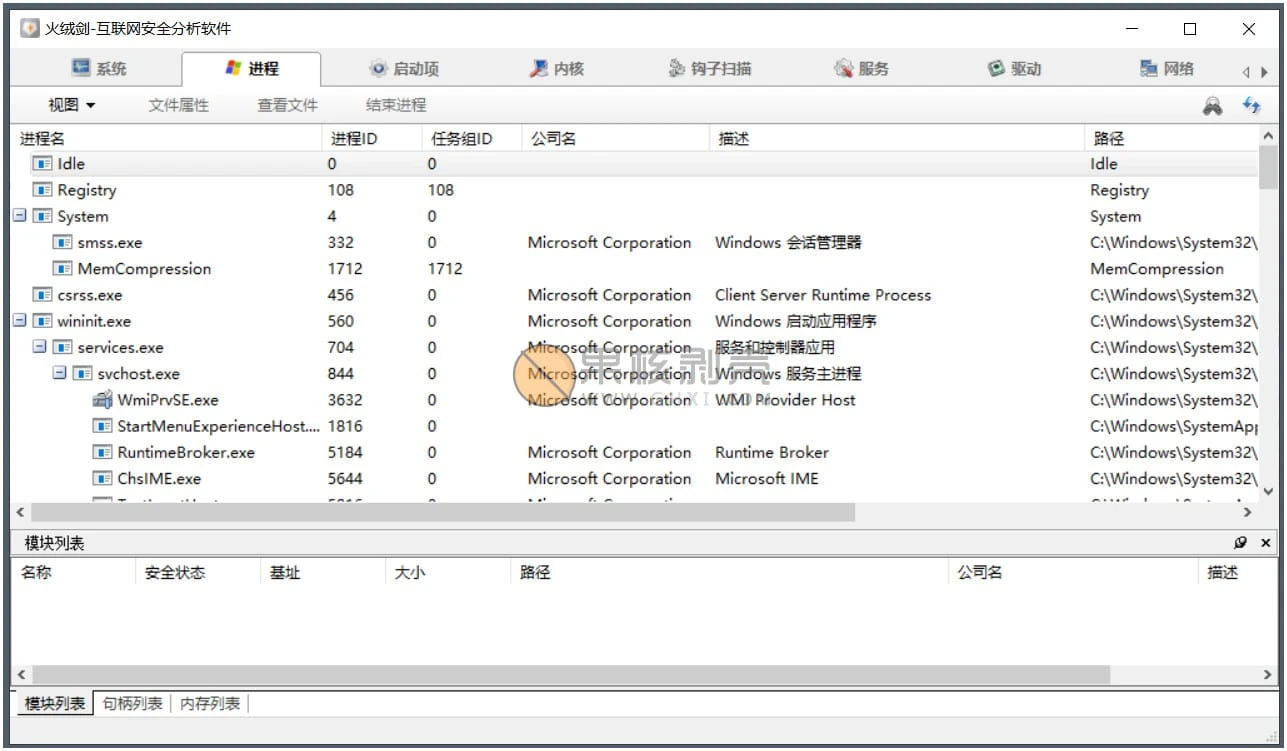 火绒剑-互联网安全分析软件
系统 进程 启动项 内核 钩子扫描 服务 驱动 网络
视图 文件属性 查看文件 结束进程
进程名 进程ID 任务组ID 公司名 描述 路径
Idle 0 0 Idle
Registry 108 108 Registry
System 4 0 System
smss.exe 332 0 Microsoft Corporation Windows 会话管理器 C:\Windows\System32\
MemCompression 1712 1712 MemCompression
csrss.exe 456 0 Microsoft Corporation Client Server Runtime Process C:\Windows\System32\
wininit.exe 560 0 Microsoft Corporation Windows 启动应用程序 C:\Windows\System32\
services.exe 704 0 Microsoft Corporation 服务和控制器应用 C:\Windows\System32\
果核剥壳
svchost.exe 844 0 Microsoft Corporation Windows 服务主进程 C:\Windows\System32\
WmiPrvSE.exe 3632 0 Microsoft Corporation WMI Provider Host C:\Windows\System32\
StartMenuExperienceHost.... 1816 0 C:\Windows\SystemApp
RuntimeBroker.exe 5184 0 Microsoft Corporation Runtime Broker C:\Windows\System32\
ChsIME.exe 5644 0 Microsoft Corporation Microsoft IME C:\Windows\System32\
模块列表
名称 安全状态 基址 大小 路径 公司名 描述
模块列表 句柄列表 内存列表